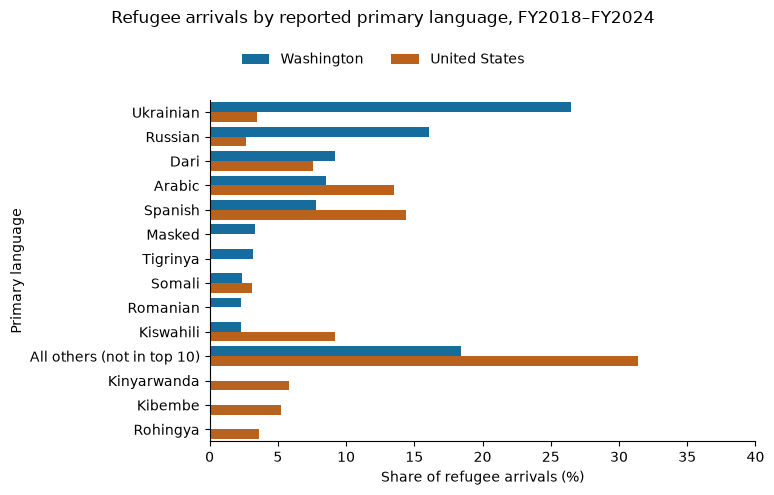 Refugee arrivals by reported primary language, FY2018–FY2024
Washington
United States
Primary language
Ukrainian
Russian
Dari
Arabic
Spanish
Masked
Tigrinya
Somali
Romanian
Kiswahili
All others (not in top 10)
Kinyarwanda
Kibembe
Rohingya
0 5 10 15 20 25 30 35 40
Share of refugee arrivals (%)